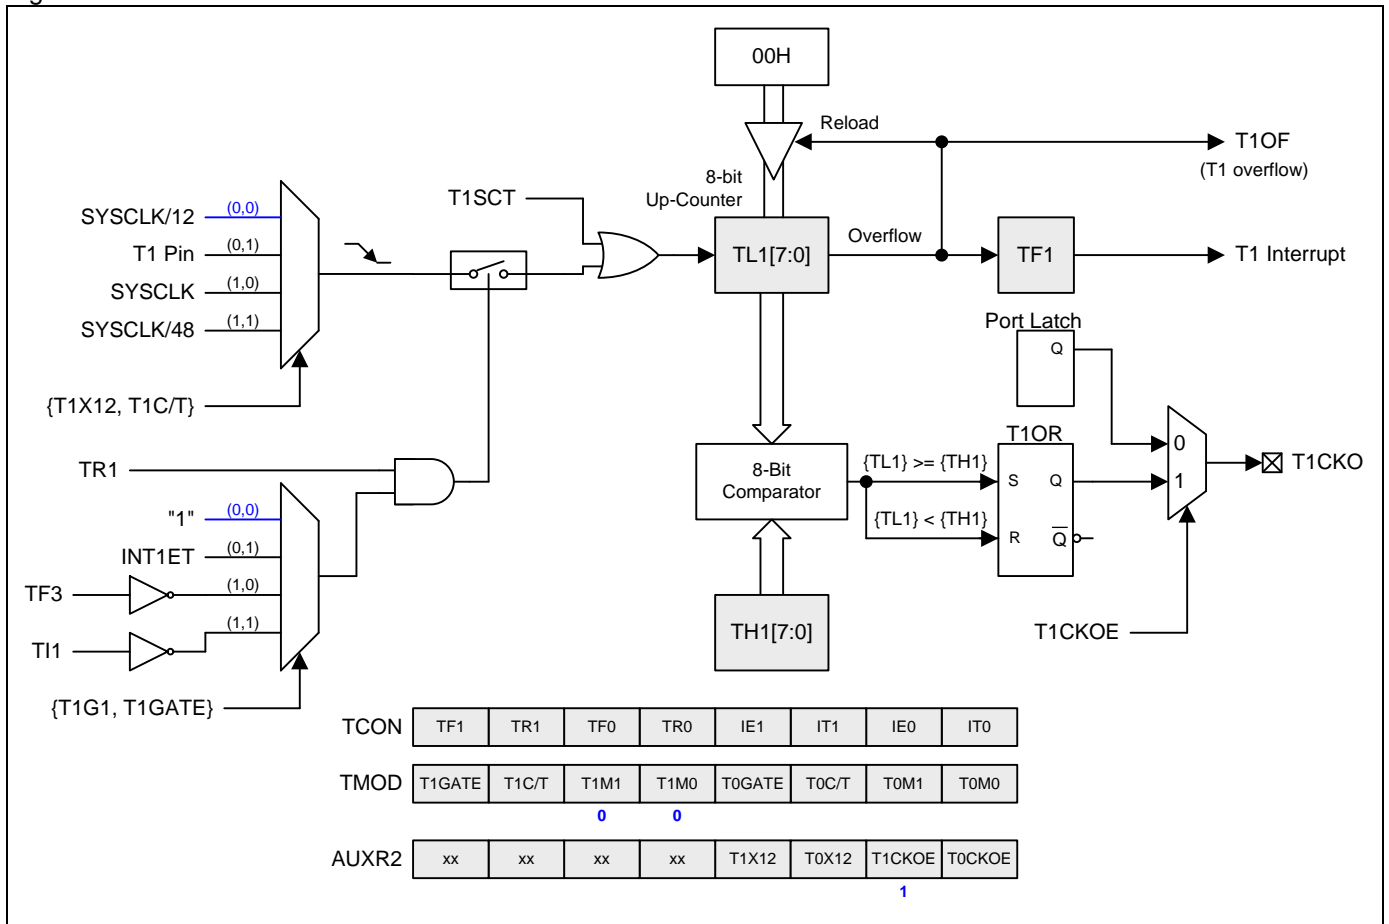 00H
Reload
T1OF
(T1 overflow)
8-bit
Up-Counter
T1SCT
SYSCLK/12
(0,0)
T1 Pin
(0,1)
SYSCLK
(1,0)
SYSCLK/48
(1,1)
{T1X12, T1C/T}
TL1[7:0]
Overflow
TF1
T1 Interrupt
Port Latch
Q
TR1
"1"
(0,0)
INT1ET
(0,1)
TF3
(1,0)
TI1
(1,1)
{T1G1, T1GATE}
8-Bit
Comparator
{TL1} >= {TH1}
{TL1} < {TH1}
T1OR
S
Q
R
Q
0
1
T1CKO
TH1[7:0]
T1CKOE
TCON TF1 TR1 TF0 TR0 IE1 IT1 IE0 IT0
TMOD T1GATE T1C/T T1M1 T1M0 T0GATE T0C/T T0M1 T0M0
0 0
AUXR2 xx xx xx xx T1X12 T0X12 T1CKOE T0CKOE
1